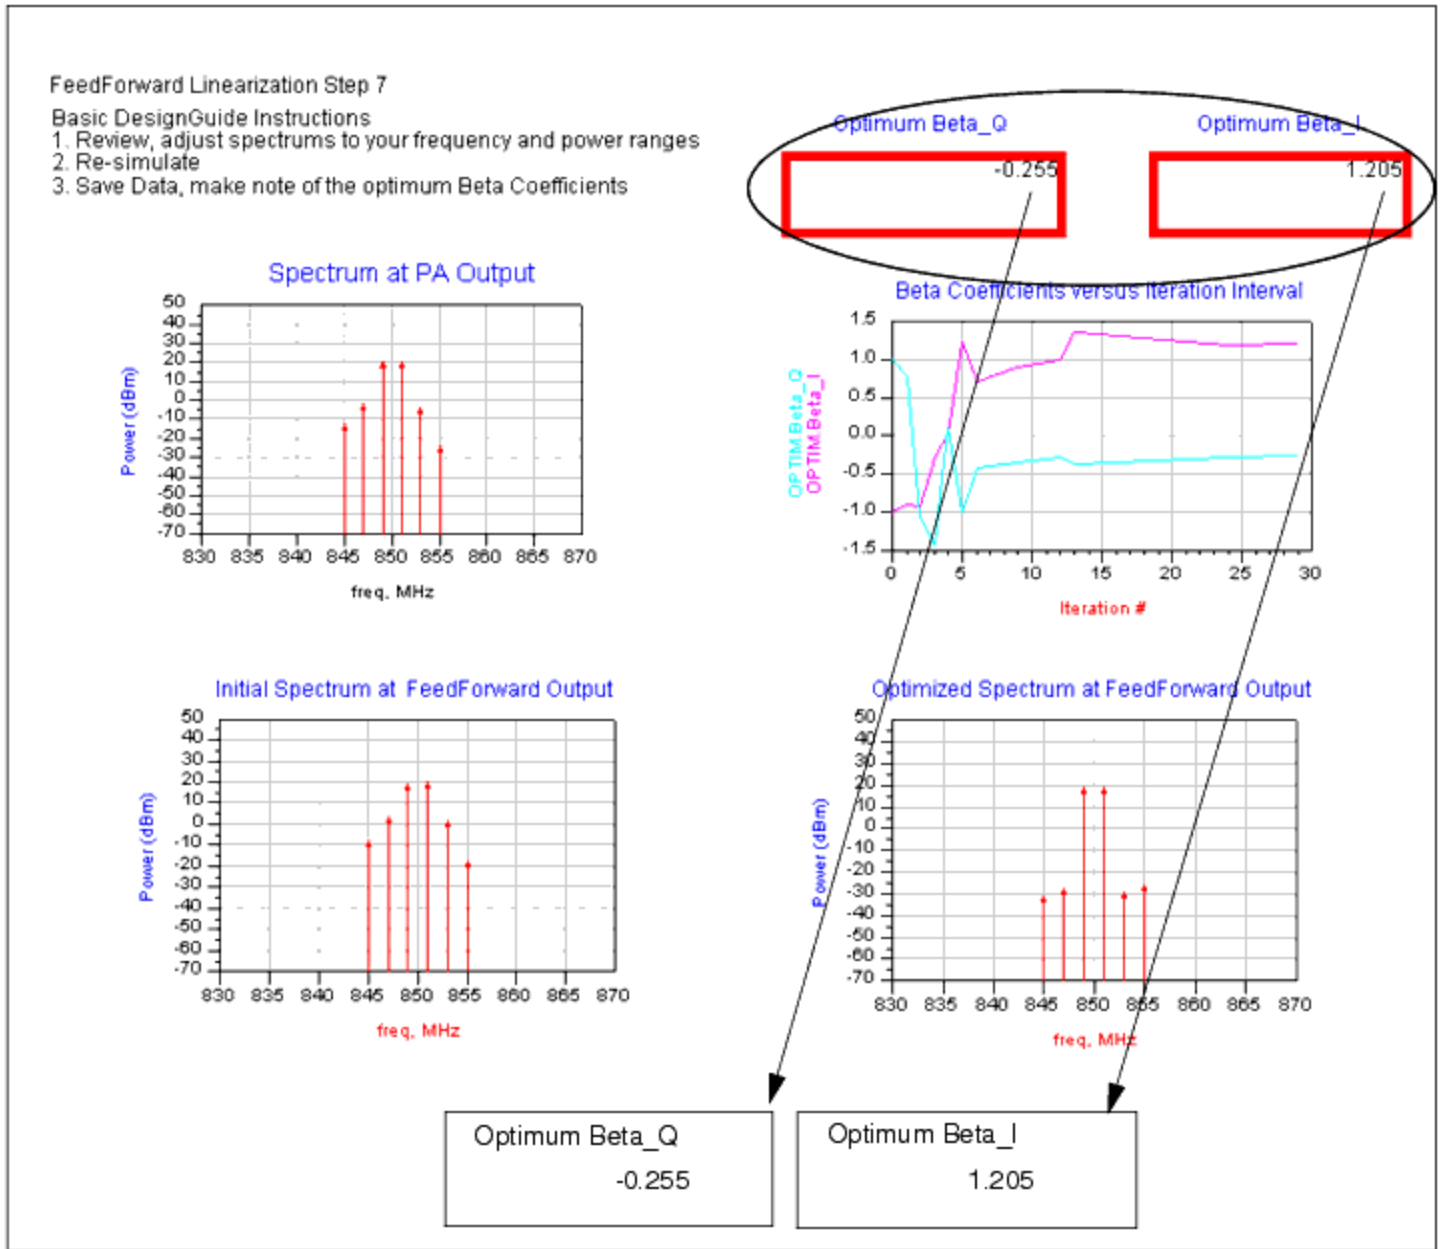 FeedForward Linearization Step 7
Basic DesignGuide Instructions
1. Review, adjust spectrums to your frequency and power ranges
2. Re-simulate
3. Save Data, make note of the optimum Beta Coefficients
Optimum Beta_Q
-0.255
Optimum Beta_I
1.205
Spectrum at PA Output
Power (dBm)
50
40
30
20
10
0
-10
-20
-30
-40
-50
-60
-70
830 835 840 845 850 855 860 865 870
freq, MHz
Beta Coefficients versus Iteration Interval
OPTIM.Beta_Q
OPTIM.Beta_I
1.5
1.0
0.5
0.0
-0.5
-1.0
-1.5
0 5 10 15 20 25 30
Iteration #
Initial Spectrum at FeedForward Output
Power (dBm)
50
40
30
20
10
0
-10
-20
-30
-40
-50
-60
-70
830 835 840 845 850 855 860 865 870
freq, MHz
Optimized Spectrum at FeedForward Output
Power (dBm)
50
40
30
20
10
0
-10
-20
-30
-40
-50
-60
-70
830 835 840 845 850 855 860 865 870
freq, MHz
Optimum Beta_Q
-0.255
Optimum Beta_I
1.205